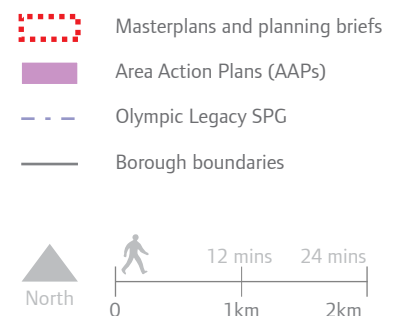 Masterplans and planning briefs
Area Action Plans (AAPs)
Olympic Legacy SPG
Borough boundaries
12 mins 24 mins
North
0 1km 2km